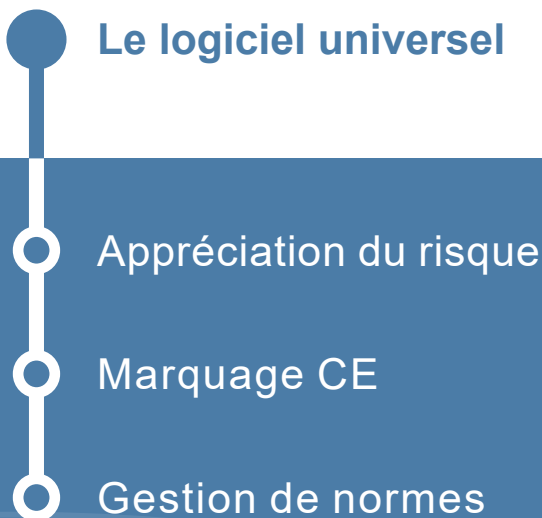 Le logiciel universel
Appréciation du risque
Marquage CE
Gestion de normes